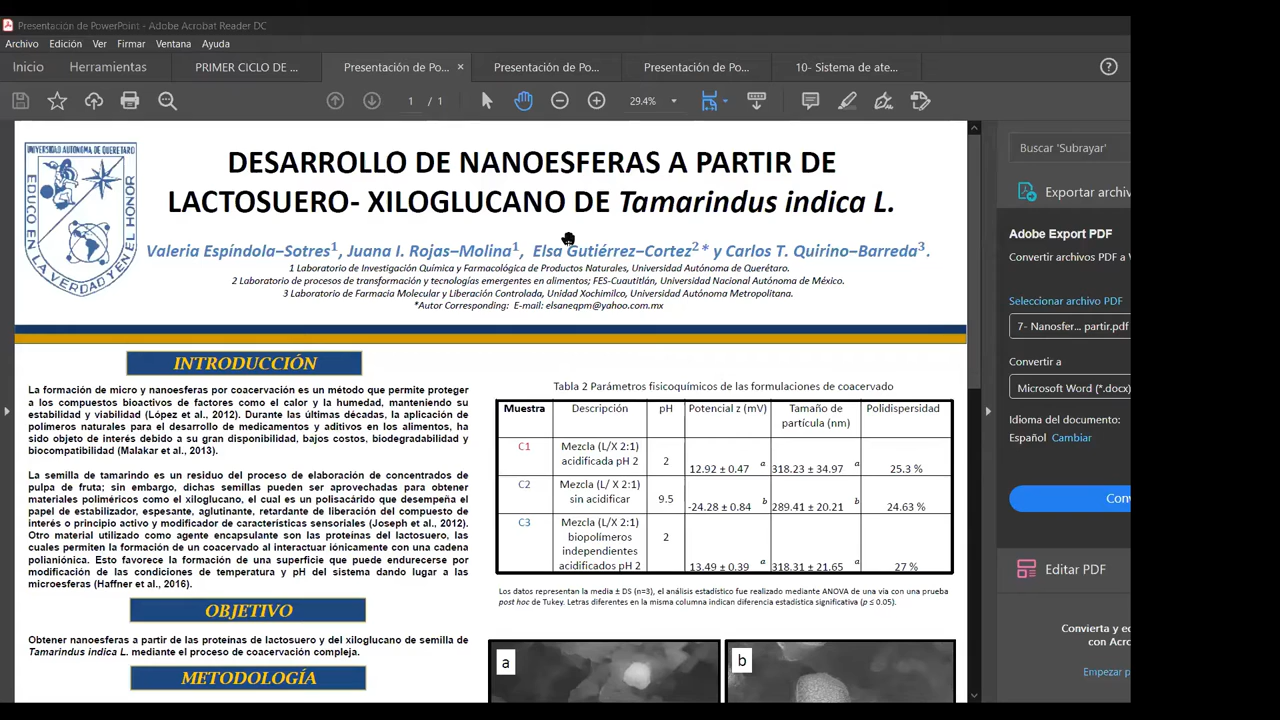 Presentación de PowerPoint - Adobe Acrobat Reader DC
Archivo Edición Ver Firmar Ventana Ayuda
Inicio Herramientas PRIMER CICLO DE ... Presentación de Po... × Presentación de Po... Presentación de Po... 10- Sistema de ate...
1 / 1 29.4%
UNIVERSIDAD AUTONOMA DE QUERETARO
EDUCO EN LA VERDAD Y EN EL HONOR
DESARROLLO DE NANOESFERAS A PARTIR DE
LACTOSUERO- XILOGLUCANO DE Tamarindus indica L.
Valeria Espíndola–Sotres1, Juana I. Rojas–Molina1, Elsa Gutiérrez–Cortez2* y Carlos T. Quirino–Barreda3.
1 Laboratorio de Investigación Química y Farmacológica de Productos Naturales, Universidad Autónoma de Querétaro.
2 Laboratorio de procesos de transformación y tecnologías emergentes en alimentos; FES-Cuautitlán, Universidad Nacional Autónoma de México.
3 Laboratorio de Farmacia Molecular y Liberación Controlada, Unidad Xochimilco, Universidad Autónoma Metropolitana.
*Autor Corresponding: E-mail: elsaneqpm@yahoo.com.mx
INTRODUCCIÓN
La formación de micro y nanoesferas por coacervación es un método que permite proteger
a los compuestos bioactivos de factores como el calor y la humedad, manteniendo su
estabilidad y viabilidad (López et al., 2012). Durante las últimas décadas, la aplicación de
polímeros naturales para el desarrollo de medicamentos y aditivos en los alimentos, ha
sido objeto de interés debido a su gran disponibilidad, bajos costos, biodegradabilidad y
biocompatibilidad (Malakar et al., 2013).
La semilla de tamarindo es un residuo del proceso de elaboración de concentrados de
pulpa de fruta; sin embargo, dichas semillas pueden ser aprovechadas para obtener
materiales poliméricos como el xiloglucano, el cual es un polisacárido que desempeña el
papel de estabilizador, espesante, aglutinante, retardante de liberación del compuesto de
interés o principio activo y modificador de características sensoriales (Joseph et al., 2012).
Otro material utilizado como agente encapsulante son las proteínas del lactosuero, las
cuales permiten la formación de un coacervado al interactuar iónicamente con una cadena
polianiónica. Esto favorece la formación de una superficie que puede endurecerse por
modificación de las condiciones de temperatura y pH del sistema dando lugar a las
microesferas (Haffner et al., 2016).
OBJETIVO
Obtener nanoesferas a partir de las proteínas de lactosuero y del xiloglucano de semilla de
Tamarindus indica L. mediante el proceso de coacervación compleja.
METODOLOGÍA
Tabla 2 Parámetros fisicoquímicos de las formulaciones de coacervado
Muestra Descripción pH Potencial z (mV) Tamaño de partícula (nm) Polidispersidad
C1 Mezcla (L/X 2:1) acidificada pH 2 2 12.92 ± 0.47 a 318.23 ± 34.97 a 25.3 %
C2 Mezcla (L/ X 2:1) sin acidificar 9.5 -24.28 ± 0.84 b 289.41 ± 20.21 b 24.63 %
C3 Mezcla (L/X 2:1) biopolímeros independientes acidificados pH 2 2 13.49 ± 0.39 a 318.31 ± 21.65 a 27 %
Los datos representan la media ± DS (n=3), el análisis estadístico fue realizado mediante ANOVA de una vía con una prueba
post hoc de Tukey. Letras diferentes en la misma columna indican diferencia estadística significativa (p ≤ 0.05).
a
b
Buscar 'Subrayar'
Exportar archiv
Adobe Export PDF
Convertir archivos PDF a W
Seleccionar archivo PDF
7- Nanosfer... partir.pdf
Convertir a
Microsoft Word (*.docx)
Idioma del documento:
Español Cambiar
Conv
Editar PDF
Convierta y ed
con Acro
Empezar p